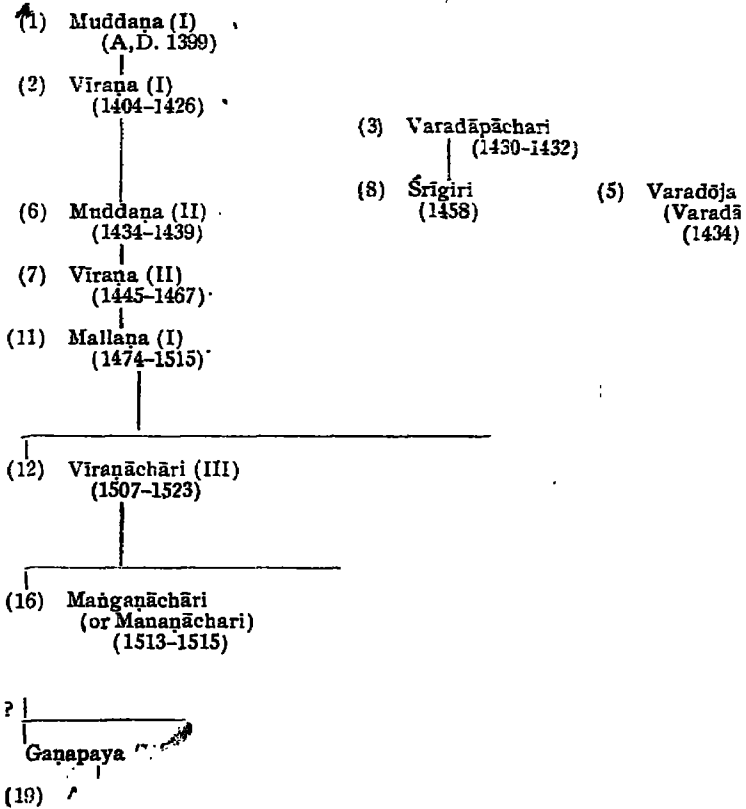 (1) Muddaṇa (I)
(A.D. 1399)
(2) Vīraṇa (I)
(1404–1426)
(3) Varadāpāchari
(1430–1432)
(8) Śrīgiri
(1458)
(5) Varadōja
(Varadā
(1434)
(6) Muddaṇa (II)
(1434–1439)
(7) Vīraṇa (II)
(1445–1467)
(11) Mallaṇa (I)
(1474–1515)
(12) Vīraṇāchāri (III)
(1507–1523)
(16) Maṅgaṇāchāri
(or Manaṇāchari)
(1513–1515)
?
Gaṇapaya
(19)